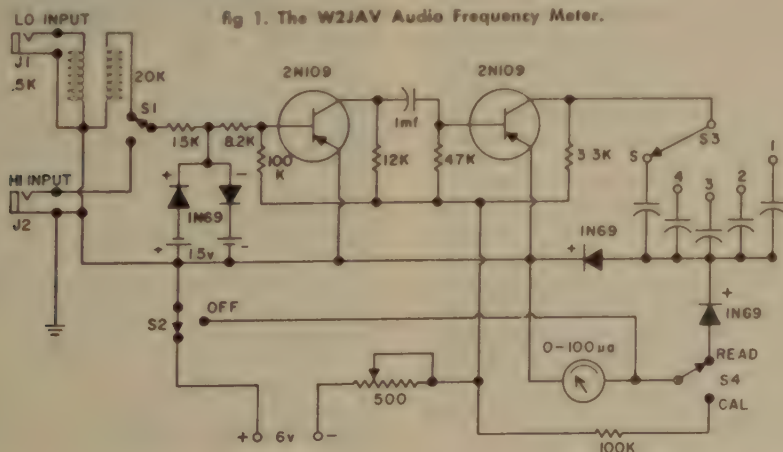 fig 1. The W2JAV Audio Frequency Meter.
LO INPUT
J1
.5K
20K
S1
15K
8.2K
2N109
1mf
2N109
100
K
12K
47K
3.3K
S3
S
4
3
2
1
HI INPUT
J2
+
-
1N69
+
1.5v
-
1N69
+
+
1N69
S2
OFF
0-100 µa
READ
S4
CAL
500
+
6v
-
100K